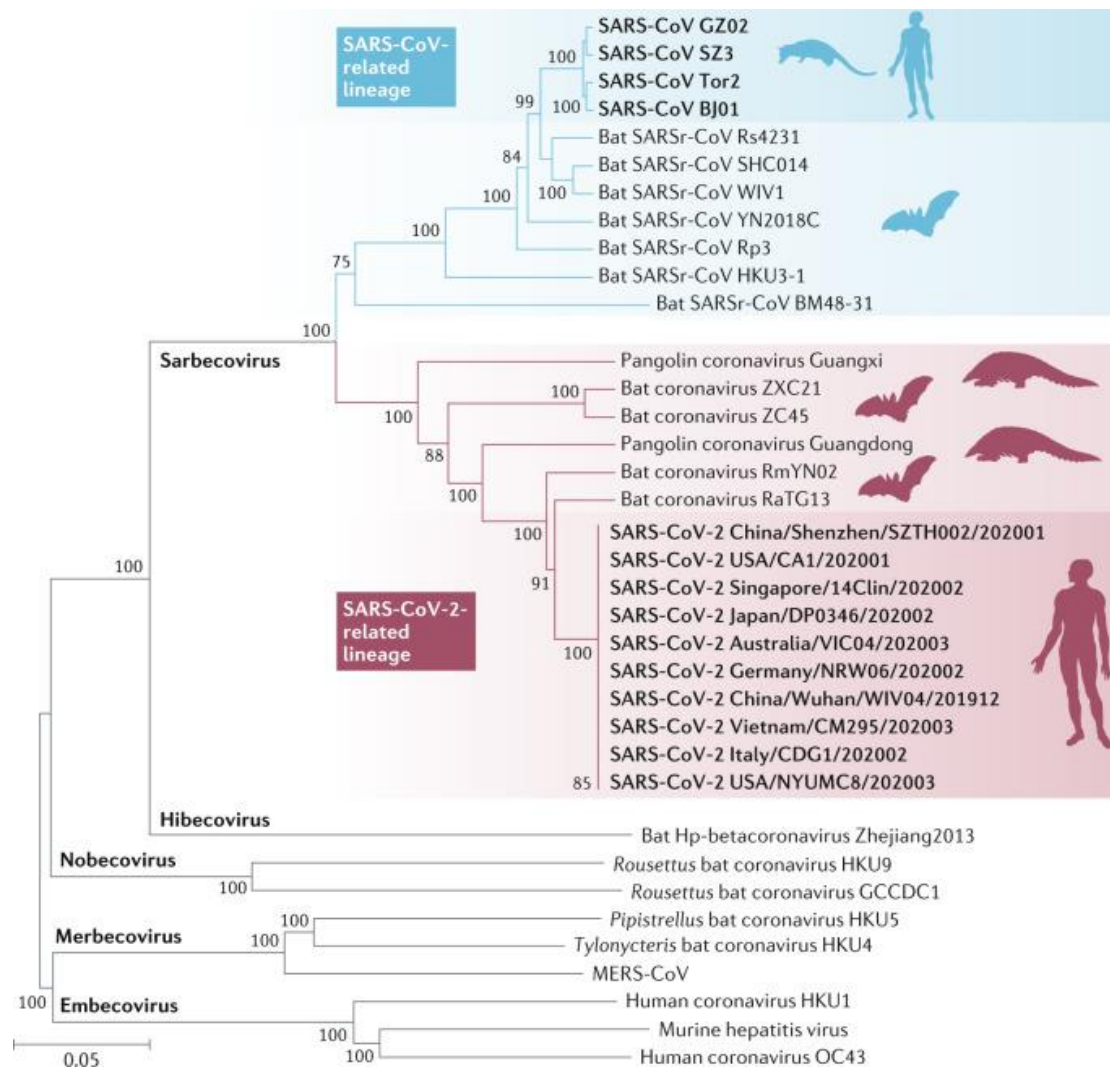 SARS-CoV-
related
lineage
SARS-CoV GZ02
SARS-CoV SZ3
SARS-CoV Tor2
SARS-CoV BJ01
100
100
99
Bat SARSr-CoV Rs4231
Bat SARSr-CoV SHC014
Bat SARSr-CoV WIV1
84
100
Bat SARSr-CoV YN2018C
100
Bat SARSr-CoV Rp3
100
Bat SARSr-CoV HKU3-1
75
Bat SARSr-CoV BM48-31
100
Sarbecovirus
Pangolin coronavirus Guangxi
Bat coronavirus ZXC21
100
Bat coronavirus ZC45
100
Pangolin coronavirus Guangdong
88
Bat coronavirus RmYN02
100
Bat coronavirus RaTG13
100
SARS-CoV-2 China/Shenzhen/SZTH002/202001
SARS-CoV-2 USA/CA1/202001
91
SARS-CoV-2 Singapore/14Clin/202002
SARS-CoV-2-
related
lineage
SARS-CoV-2 Japan/DP0346/202002
SARS-CoV-2 Australia/VIC04/202003
100
SARS-CoV-2 Germany/NRW06/202002
SARS-CoV-2 China/Wuhan/WIV04/201912
SARS-CoV-2 Vietnam/CM295/202003
SARS-CoV-2 Italy/CDG1/202002
85
SARS-CoV-2 USA/NYUMC8/202003
100
Hibecovirus
Bat Hp-betacoronavirus Zhejiang2013
Nobecovirus
Rousettus bat coronavirus HKU9
100
Rousettus bat coronavirus GCCDC1
Merbecovirus
100
Pipistrellus bat coronavirus HKU5
100
Tylonycteris bat coronavirus HKU4
MERS-CoV
100
Embecovirus
Human coronavirus HKU1
100
Murine hepatitis virus
100
Human coronavirus OC43
0.05